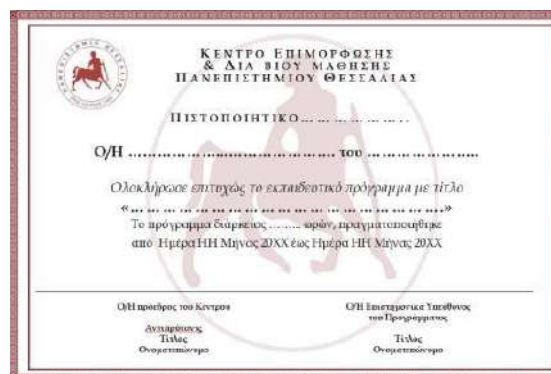 ΚΕΝΤΡΟ ΕΠΙΜΟΡΦΩΣΗΣ
& ΔΙΑ ΒΙΟΥ ΜΑΘΗΣΗΣ
ΠΑΝΕΠΙΣΤΗΜΙΟΥ ΘΕΣΣΑΛΙΑΣ
ΠΙΣΤΟΠΟΙΗΤΙΚΟ... ... ... ... ... .
Ο/Η ................................................ του ..........................
Ολοκλήρωσε επιτυχώς το εκπαιδευτικό πρόγραμμα με τίτλο
«... ... ... ... ... ... ... ... ... ... ... ... ... ... ... ...»
Το πρόγραμμα διάρκειας ......... ωρών, πραγματοποιήθηκε
από Ημέρα ΗΗ Μήνας 20ΧΧ έως Ημέρα ΗΗ Μήνας 20ΧΧ
Ο/Η πρόεδρος του Κέντρου
Τίτλος
Ονοματεπώνυμο
Ο/Η Επιστημονικά Υπεύθυνος
του Προγράμματος
Τίτλος
Ονοματεπώνυμο